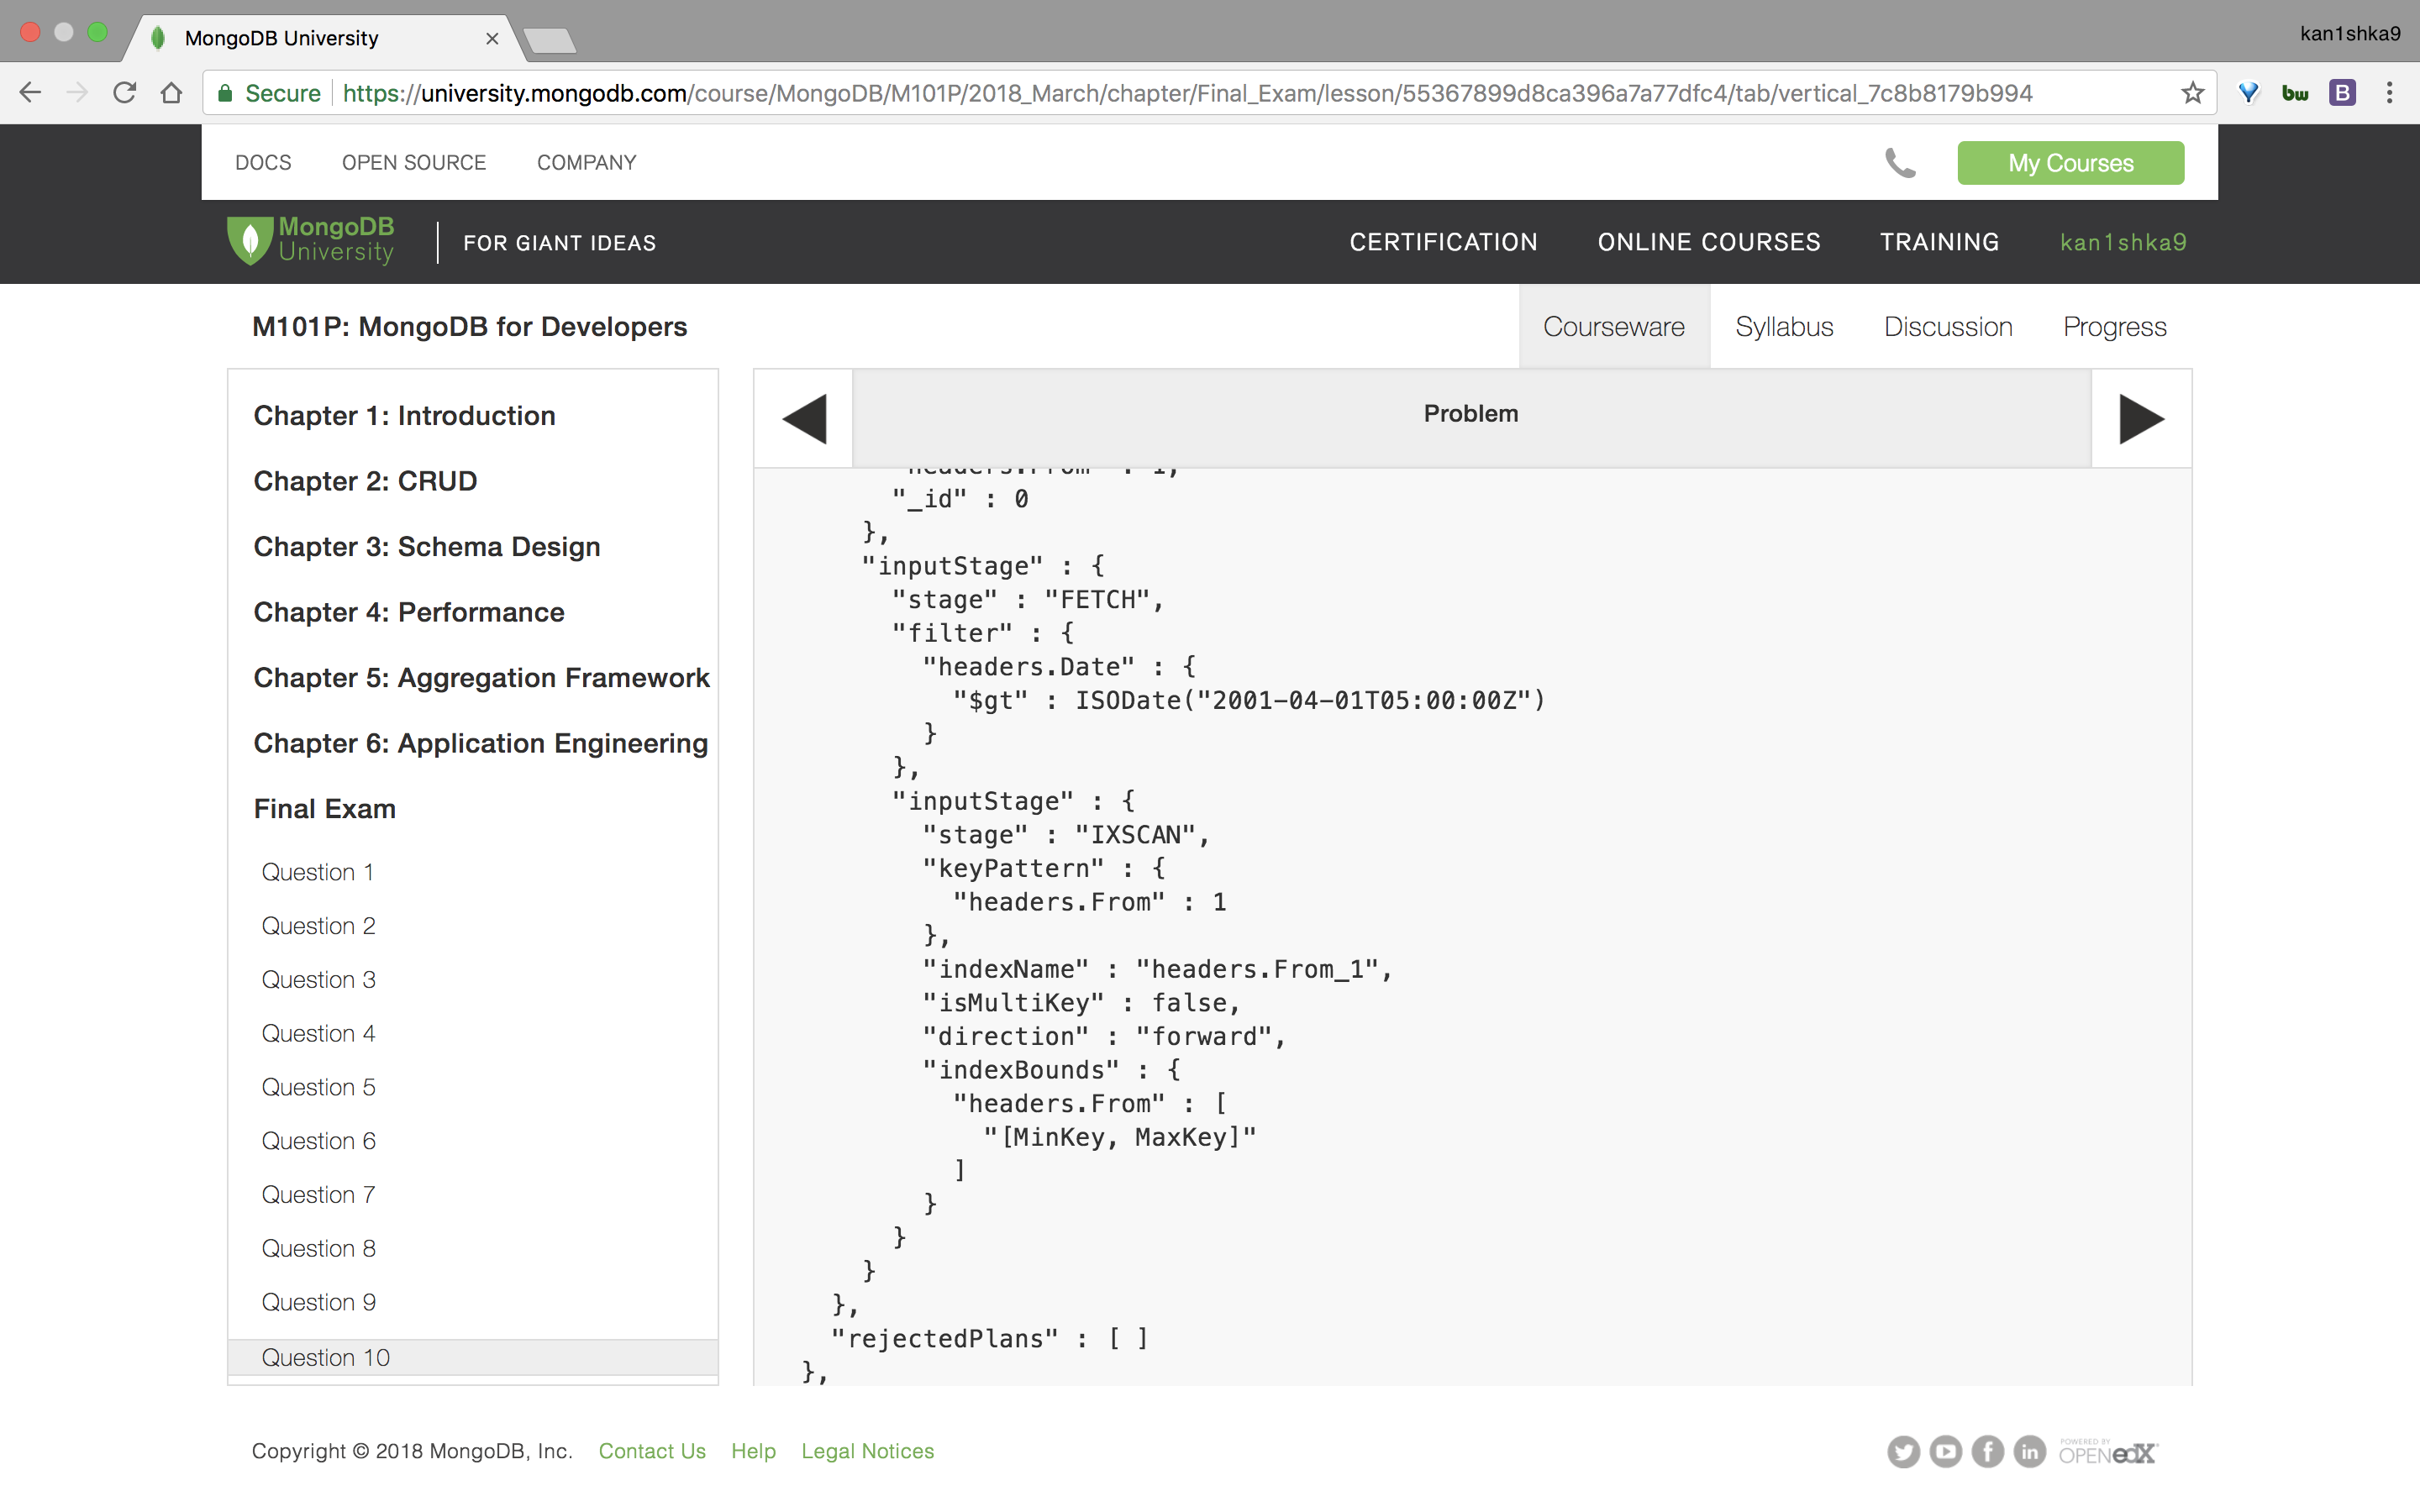 MongoDB University
kan1shka9
Secure
https://university.mongodb.com/course/MongoDB/M101P/2018_March/chapter/Final_Exam/lesson/55367899d8ca396a7a77dfc4/tab/vertical_7c8b8179b994
bw
B
DOCS OPEN SOURCE COMPANY
My Courses
MongoDB University
FOR GIANT IDEAS
CERTIFICATION ONLINE COURSES TRAINING kan1shka9
M101P: MongoDB for Developers
Courseware Syllabus Discussion Progress
Chapter 1: Introduction
Chapter 2: CRUD
Chapter 3: Schema Design
Chapter 4: Performance
Chapter 5: Aggregation Framework
Chapter 6: Application Engineering
Final Exam
Question 1
Question 2
Question 3
Question 4
Question 5
Question 6
Question 7
Question 8
Question 9
Question 10
Problem
"headers.From" : 1,
"_id" : 0
},
"inputStage" : {
"stage" : "FETCH",
"filter" : {
"headers.Date" : {
"$gt" : ISODate("2001-04-01T05:00:00Z")
}
},
"inputStage" : {
"stage" : "IXSCAN",
"keyPattern" : {
"headers.From" : 1
},
"indexName" : "headers.From_1",
"isMultiKey" : false,
"direction" : "forward",
"indexBounds" : {
"headers.From" : [
"[MinKey, MaxKey]"
]
}
}
}
},
"rejectedPlans" : [ ]
},
Copyright © 2018 MongoDB, Inc. Contact Us Help Legal Notices
POWERED BY
OPEN edX